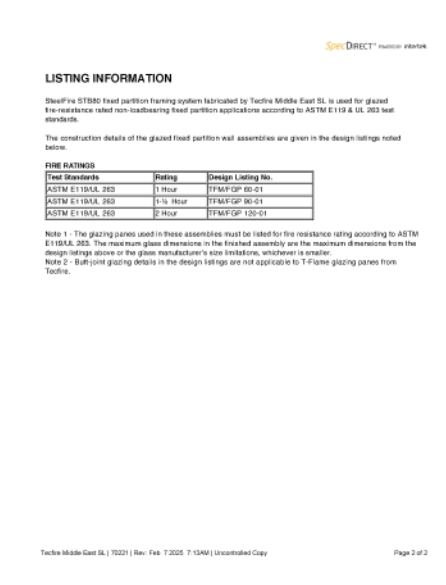 SpecDIRECT™ POWERED BY intertek
LISTING INFORMATION
SteelFire STB80 fixed partition framing system fabricated by Tecfire Middle East SL is used for glazed
fire-resistance rated non-loadbearing fixed partition applications according to ASTM E119 & UL 263 test
standards.
The construction details of the glazed fixed partition wall assemblies are given in the design listings noted
below.
FIRE RATINGS
Test Standards Rating Design Listing No.
ASTM E119/UL 263 1 Hour TFM/FGP 60-01
ASTM E119/UL 263 1-½ Hour TFM/FGP 90-01
ASTM E119/UL 263 2 Hour TFM/FGP 120-01
Note 1 - The glazing panes used in these assemblies must be listed for fire resistance rating according to ASTM
E119/UL 263. The maximum glass dimensions in the finished assembly are the maximum dimensions from the
design listings above or the glass manufacturer's size limitations, whichever is smaller.
Note 2 - Butt-joint glazing details in the design listings are not applicable to T-Flame glazing panes from
Tecfire.
Tecfire Middle East SL | 70231 | Rev: Feb 7 2025 7:13AM | Uncontrolled Copy Page 2 of 2